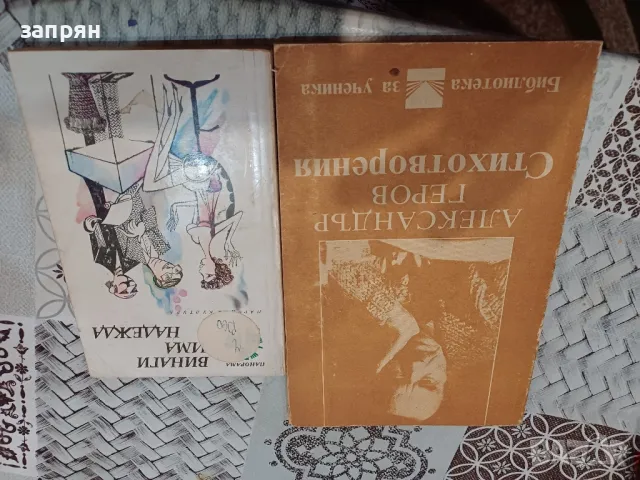 запрян
ПАНОРАМА
ВИНАГИ
ИМА
НАДЕЖДА
Библиотека
за ученика
СТИХОТВОРЕНИЯ
АЛЕКСАНДЪР
ГЕРОВ